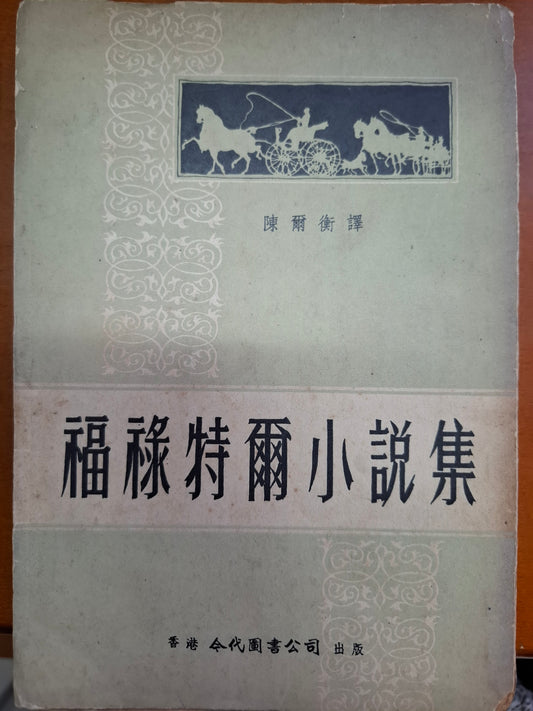 陳爾衡譯
福祿特爾小説集
香港 今代圖書公司 出版